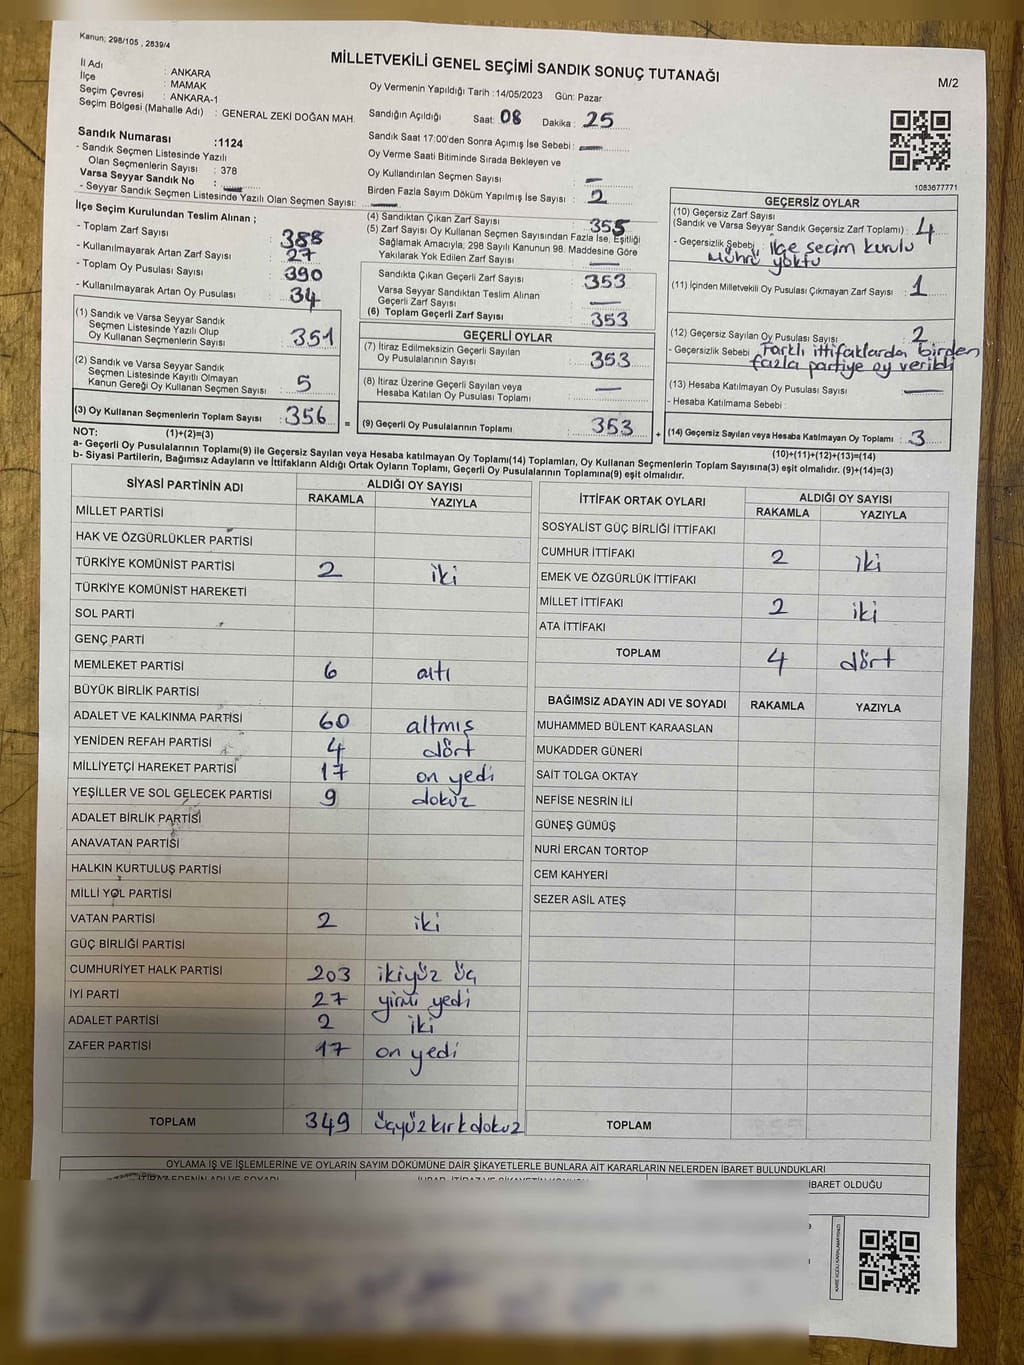 Kanun; 298/105 , 2839/4
MİLLETVEKİLİ GENEL SEÇİMİ SANDIK SONUÇ TUTANAĞI
M/2
İl Adı : ANKARA
İlçe : MAMAK
Seçim Çevresi : ANKARA-1
Seçim Bölgesi (Mahalle Adı) : GENERAL ZEKİ DOĞAN MAH.
Oy Vermenin Yapıldığı Tarih :14/05/2023 Gün: Pazar
Sandığın Açıldığı Saat: 08 Dakika: 25
Sandık Saat 17:00'den Sonra Açımış İse Sebebi : —
Oy Verme Saati Bitiminde Sırada Bekleyen ve
Oy Kullandırılan Seçmen Sayısı : —
Birden Fazla Sayım Döküm Yapılmış İse Sayısı : 2
Sandık Numarası :1124
- Sandık Seçmen Listesinde Yazılı
Olan Seçmenlerin Sayısı : 378
Varsa Seyyar Sandık No : —
- Seyyar Sandık Seçmen Listesinde Yazılı Olan Seçmen Sayısı: —
İlçe Seçim Kurulundan Teslim Alınan ;
- Toplam Zarf Sayısı : 388
- Kullanılmayarak Artan Zarf Sayısı : 27
- Toplam Oy Pusulası Sayısı : 390
- Kullanılmayarak Artan Oy Pusulası : 34
(1) Sandık ve Varsa Seyyar Sandık
Seçmen Listesinde Yazılı Olup
Oy Kullanan Seçmenlerin Sayısı : 351
(2) Sandık ve Varsa Seyyar Sandık
Seçmen Listesinde Kayıtlı Olmayan
Kanun Gereği Oy Kullanan Seçmen Sayısı : 5
(3) Oy Kullanan Seçmenlerin Toplam Sayısı : 356
(1)+(2)=(3)
(4) Sandıktan Çıkan Zarf Sayısı : 355
(5) Zarf Sayısı Oy Kullanan Seçmen Sayısından Fazla İse, Eşitliği
Sağlamak Amacıyla; 298 Sayılı Kanunun 98. Maddesine Göre
Yakılarak Yok Edilen Zarf Sayısı : —
Sandıkta Çıkan Geçerli Zarf Sayısı : 353
Varsa Seyyar Sandıktan Teslim Alınan
Geçerli Zarf Sayısı : —
(6) Toplam Geçerli Zarf Sayısı : 353
GEÇERLİ OYLAR
(7) İtiraz Edilmeksizin Geçerli Sayılan
Oy Pusulalarının Sayısı : 353
(8) İtiraz Üzerine Geçerli Sayılan veya
Hesaba Katılan Oy Pusulası Toplamı : —
= (9) Geçerli Oy Pusulalarının Toplamı : 353
1083677771
GEÇERSİZ OYLAR
(10) Geçersiz Zarf Sayısı
(Sandık ve Varsa Seyyar Sandık Geçersiz Zarf Toplamı) : 4
- Geçersizlik Sebebi : ilçe seçim kurulu
Mührü yoktu
(11) İçinden Milletvekili Oy Pusulası Çıkmayan Zarf Sayısı : 1
(12) Geçersiz Sayılan Oy Pusulası Sayısı : 2
- Geçersizlik Sebebi : Farklı ittifaklarda birden
fazla partiye oy verildi
(13) Hesaba Katılmayan Oy Pusulası Sayısı : —
- Hesaba Katılmama Sebebi :
+ (14) Geçersiz Sayılan veya Hesaba Katılmayan Oy Toplamı : 3
(10)+(11)+(12)+(13)=(14)
NOT:
a- Geçerli Oy Pusulalarının Toplamı(9) ile Geçersiz Sayılan veya Hesaba katılmayan Oy Toplamı(14) Toplamları, Oy Kullanan Seçmenlerin Toplam Sayısına(3) eşit olmalıdır. (9)+(14)=(3)
b- Siyasi Partilerin, Bağımsız Adayların ve İttifakların Aldığı Ortak Oyların Toplamı, Geçerli Oy Pusulalarının Toplamına(9) eşit olmalıdır.
SİYASİ PARTİNİN ADI ALDIĞI OY SAYISI
RAKAMLA YAZIYLA
MİLLET PARTİSİ
HAK VE ÖZGÜRLÜKLER PARTİSİ
TÜRKİYE KOMÜNİST PARTİSİ 2 iki
TÜRKİYE KOMÜNİST HAREKETİ
SOL PARTİ
GENÇ PARTİ
MEMLEKET PARTİSİ 6 altı
BÜYÜK BİRLİK PARTİSİ
ADALET VE KALKINMA PARTİSİ 60 altmış
YENİDEN REFAH PARTİSİ 4 dört
MİLLİYETÇİ HAREKET PARTİSİ 17 on yedi
YEŞİLLER VE SOL GELECEK PARTİSİ 9 dokuz
ADALET BİRLİK PARTİSİ
ANAVATAN PARTİSİ
HALKIN KURTULUŞ PARTİSİ
MİLLİ YOL PARTİSİ
VATAN PARTİSİ 2 iki
GÜÇ BİRLİĞİ PARTİSİ
CUMHURİYET HALK PARTİSİ 203 ikiyüz üç
İYİ PARTİ 27 yirmi yedi
ADALET PARTİSİ 2 iki
ZAFER PARTİSİ 17 on yedi
TOPLAM 349 üçyüzkırkdokuz
İTTİFAK ORTAK OYLARI ALDIĞI OY SAYISI
RAKAMLA YAZIYLA
SOSYALİST GÜÇ BİRLİĞİ İTTİFAKI
CUMHUR İTTİFAKI 2 iki
EMEK VE ÖZGÜRLÜK İTTİFAKI
MİLLET İTTİFAKI 2 iki
ATA İTTİFAKI
TOPLAM 4 dört
BAĞIMSIZ ADAYIN ADI VE SOYADI RAKAMLA YAZIYLA
MUHAMMED BÜLENT KARAASLAN
MUKADDER GÜNERİ
SAİT TOLGA OKTAY
NEFİSE NESRİN İLİ
GÜNEŞ GÜMÜŞ
NURİ ERCAN TORTOP
CEM KAHYERİ
SEZER ASİL ATEŞ
TOPLAM
OYLAMA İŞ VE İŞLEMLERİNE VE OYLARIN SAYIM DÖKÜMÜNE DAİR ŞİKAYETLERLE BUNLARA AİT KARARLARIN NELERDEN İBARET BULUNDUKLARI
İTİRAZ EDENİN ADI VE SOYADI
İBARET OLDUĞU